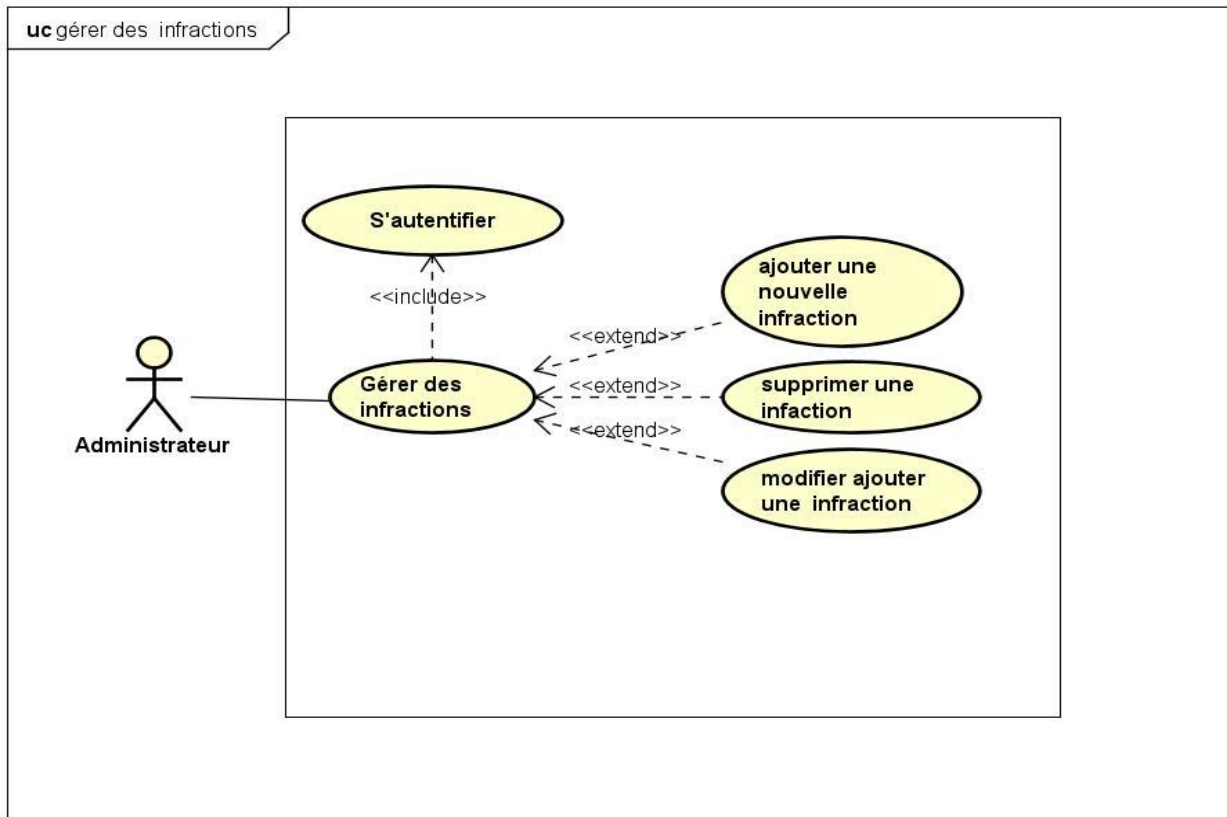 uc gérer des infractions
S'autentifier
<<include>>
ajouter une
nouvelle
infraction
<<extend>>
Gérer des
infractions
<<extend>>
supprimer une
infaction
<<extend>>
Administrateur
modifier ajouter
une infraction